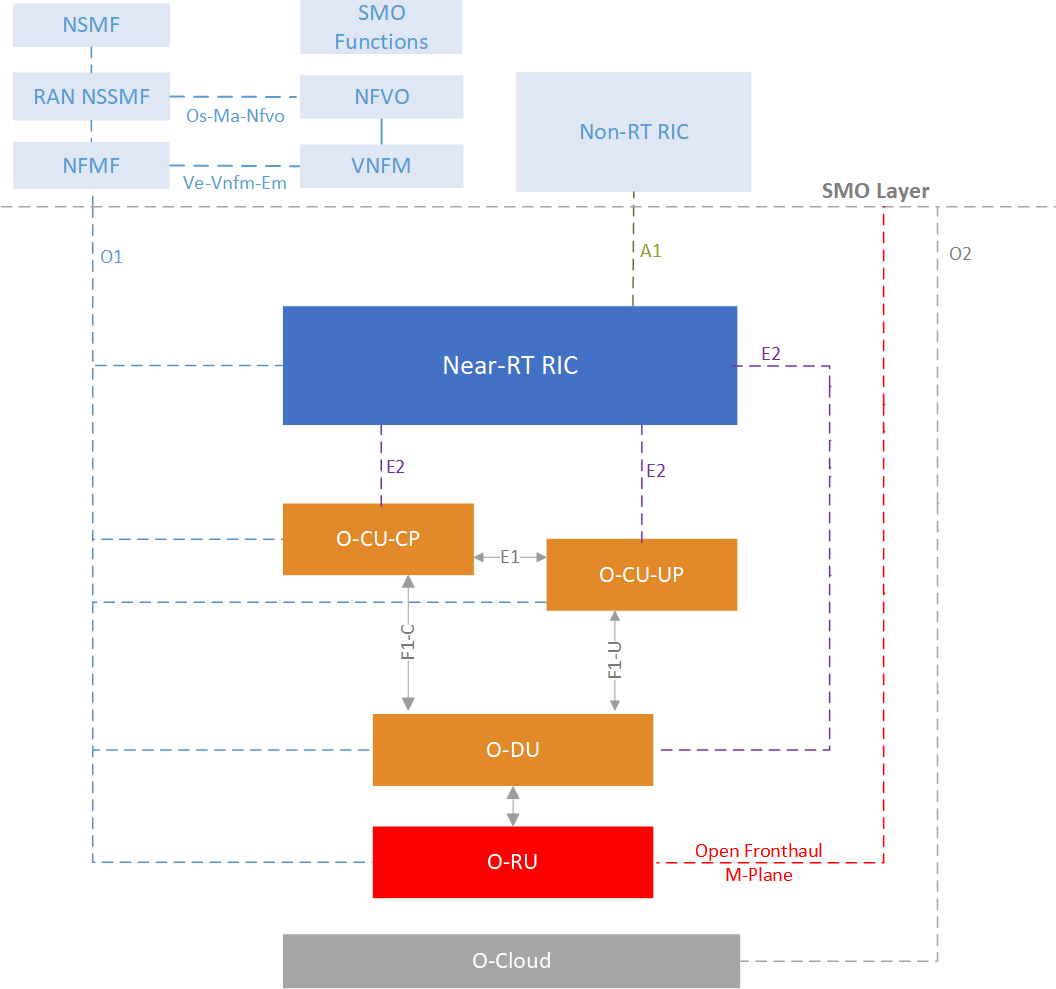 NSMF
SMO
Functions
RAN NSSMF
Os-Ma-Nfvo
NFVO
Non-RT RIC
NFMF
Ve-Vnfm-Em
VNFM
SMO Layer
O1
A1
O2
Near-RT RIC
E2
E2
E2
O-CU-CP
E1
O-CU-UP
F1-C
F1-U
O-DU
O-RU
Open Fronthaul
M-Plane
O-Cloud